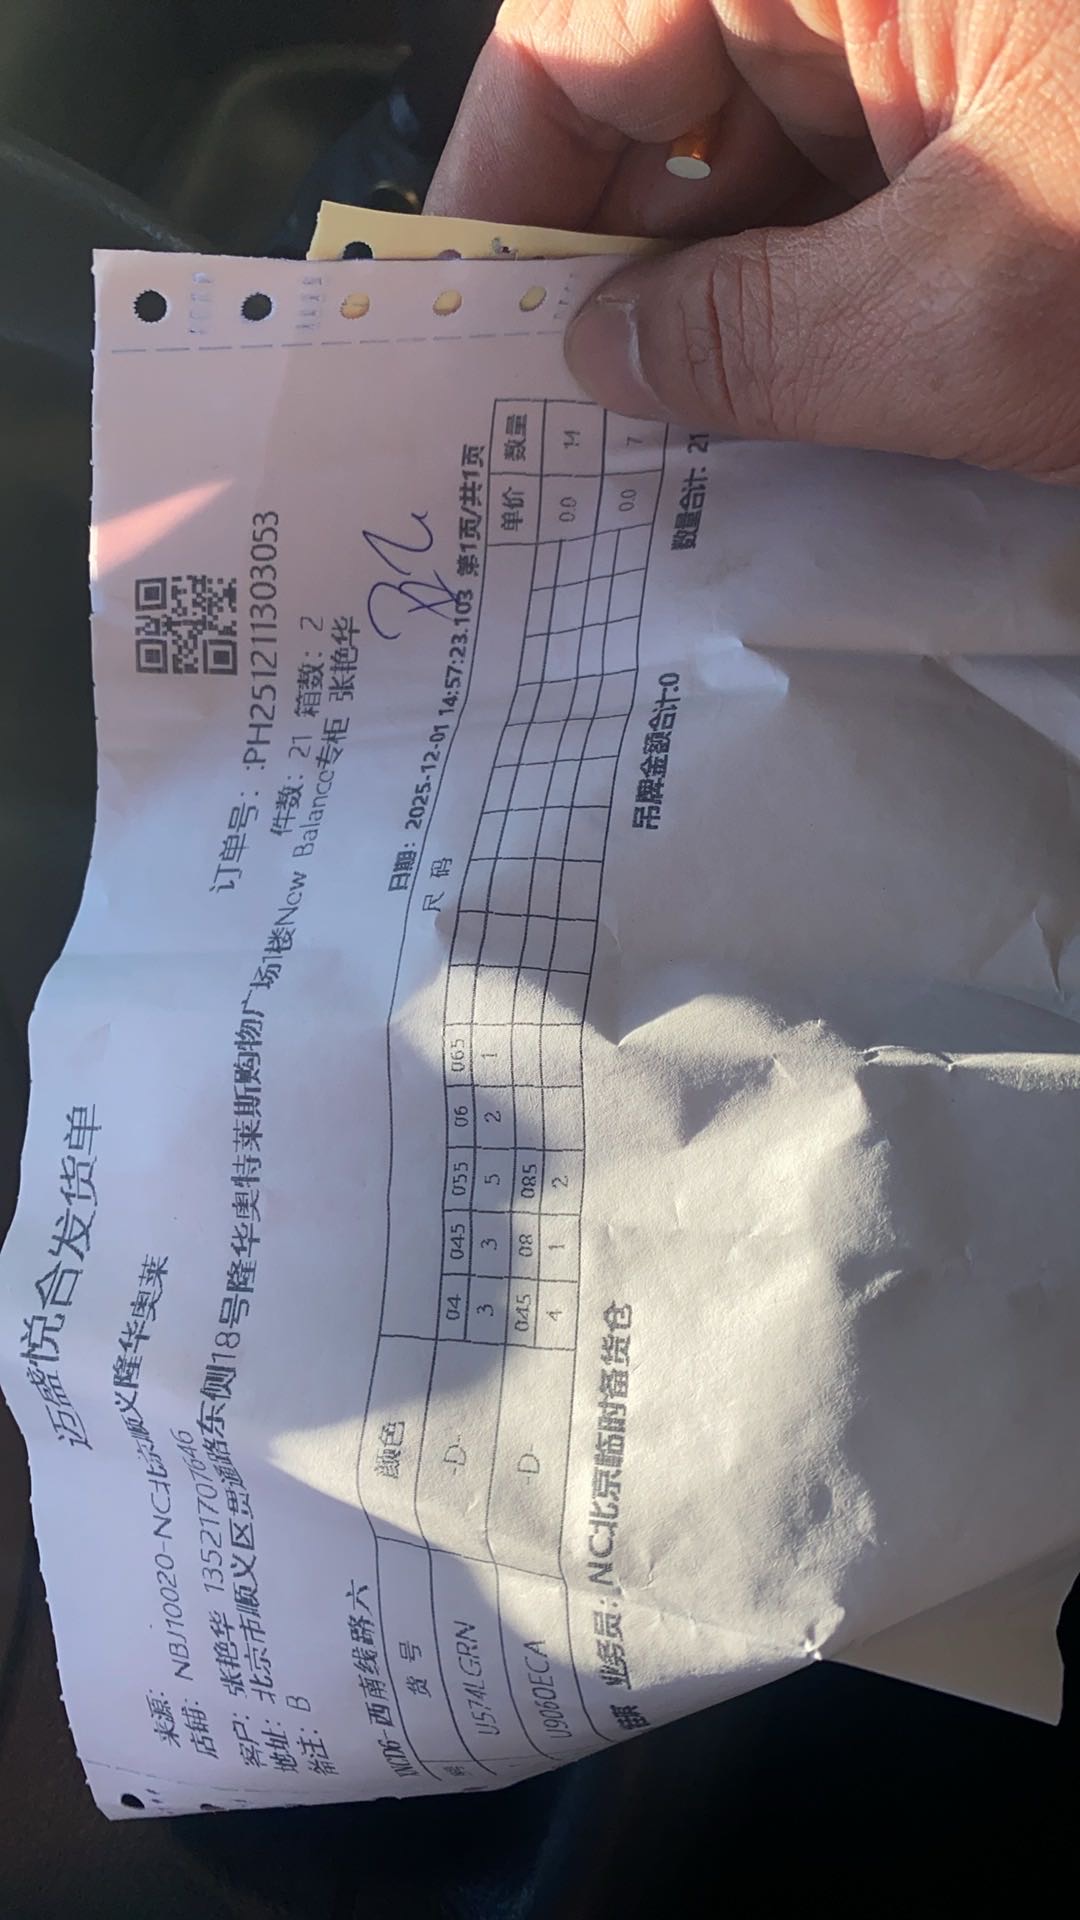 迈盛悦合发货单
订单号：:PH251211303053
来源:
店铺: NBJ10020-NC北京顺义隆华奥莱
件数: 21 箱数: 2
客户: 张艳华 13521707646
地址: 北京市顺义区贯通路东侧18号隆华奥特莱斯购物广场1楼New Balance专柜 张艳华
备注: B
INCD6-西南线路六
日期: 2025-12-01 14:57:23.103 第1页/共1页
货号 颜色 尺码 单价 数量
04 045 055 06 065
U574LGRN -D 3 3 5 2 1 0.0 14
045 08 085
U9060ECA -D 4 1 2 0.0 7
业务员: NC北京临时备货仓 吊牌金额合计:0 数量合计: 21